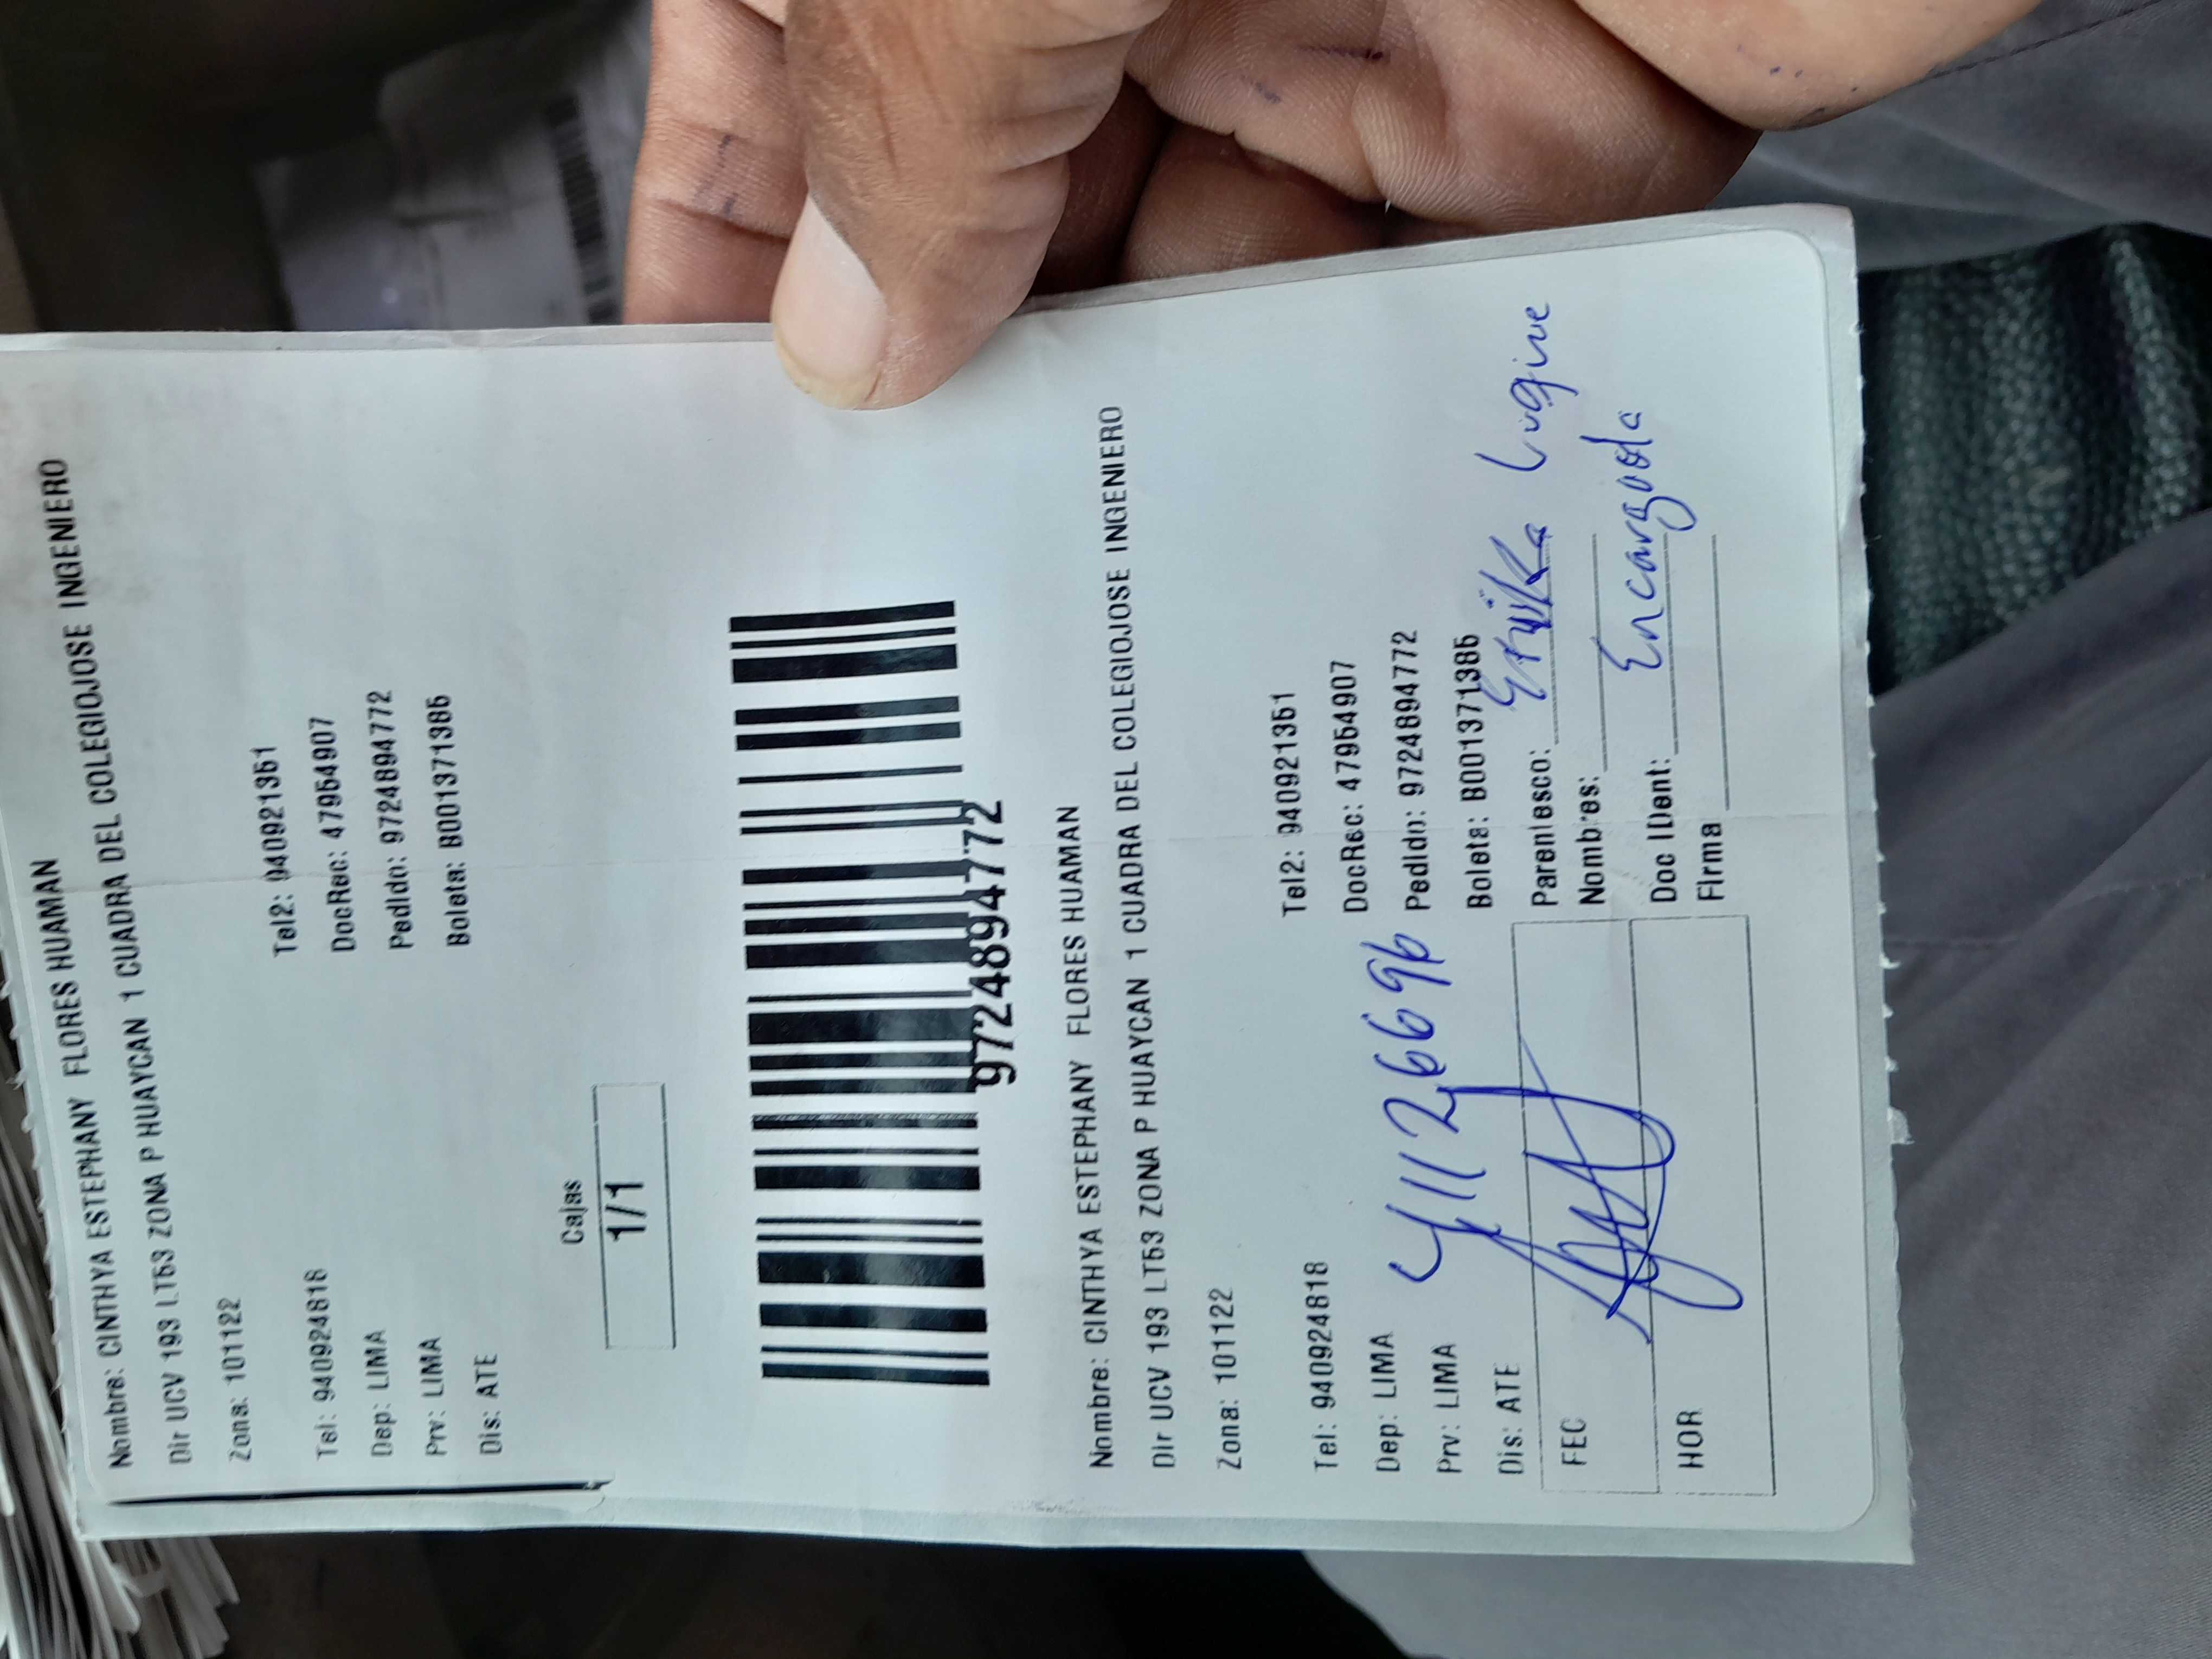 Nombre: CINTHYA ESTEPHANY FLORES HUAMAN
Dir UCV 193 LT53 ZONA P HUAYCAN 1 CUADRA DEL COLEGIOJOSE INGENIERO
Zona: 101122
Tel: 940924818 Tel2: 940921351
Dep: LIMA DocRec: 47954907
Prv: LIMA Pedido: 9724894772
Dis: ATE Boleta: B001371385
Cajas
1/1
9724894772
Nombre: CINTHYA ESTEPHANY FLORES HUAMAN
Dir UCV 193 LT53 ZONA P HUAYCAN 1 CUADRA DEL COLEGIOJOSE INGENIERO
Zona: 101122
Tel: 940924818 Tel2: 940921351
Dep: LIMA DocRec: 47954907
41126696
Prv: LIMA Pedido: 9724894772
Dis: ATE Boleta: B001371385
FEC Parentesco: Erika
Nombres:
HOR Doc IDent: Encargada
Firma